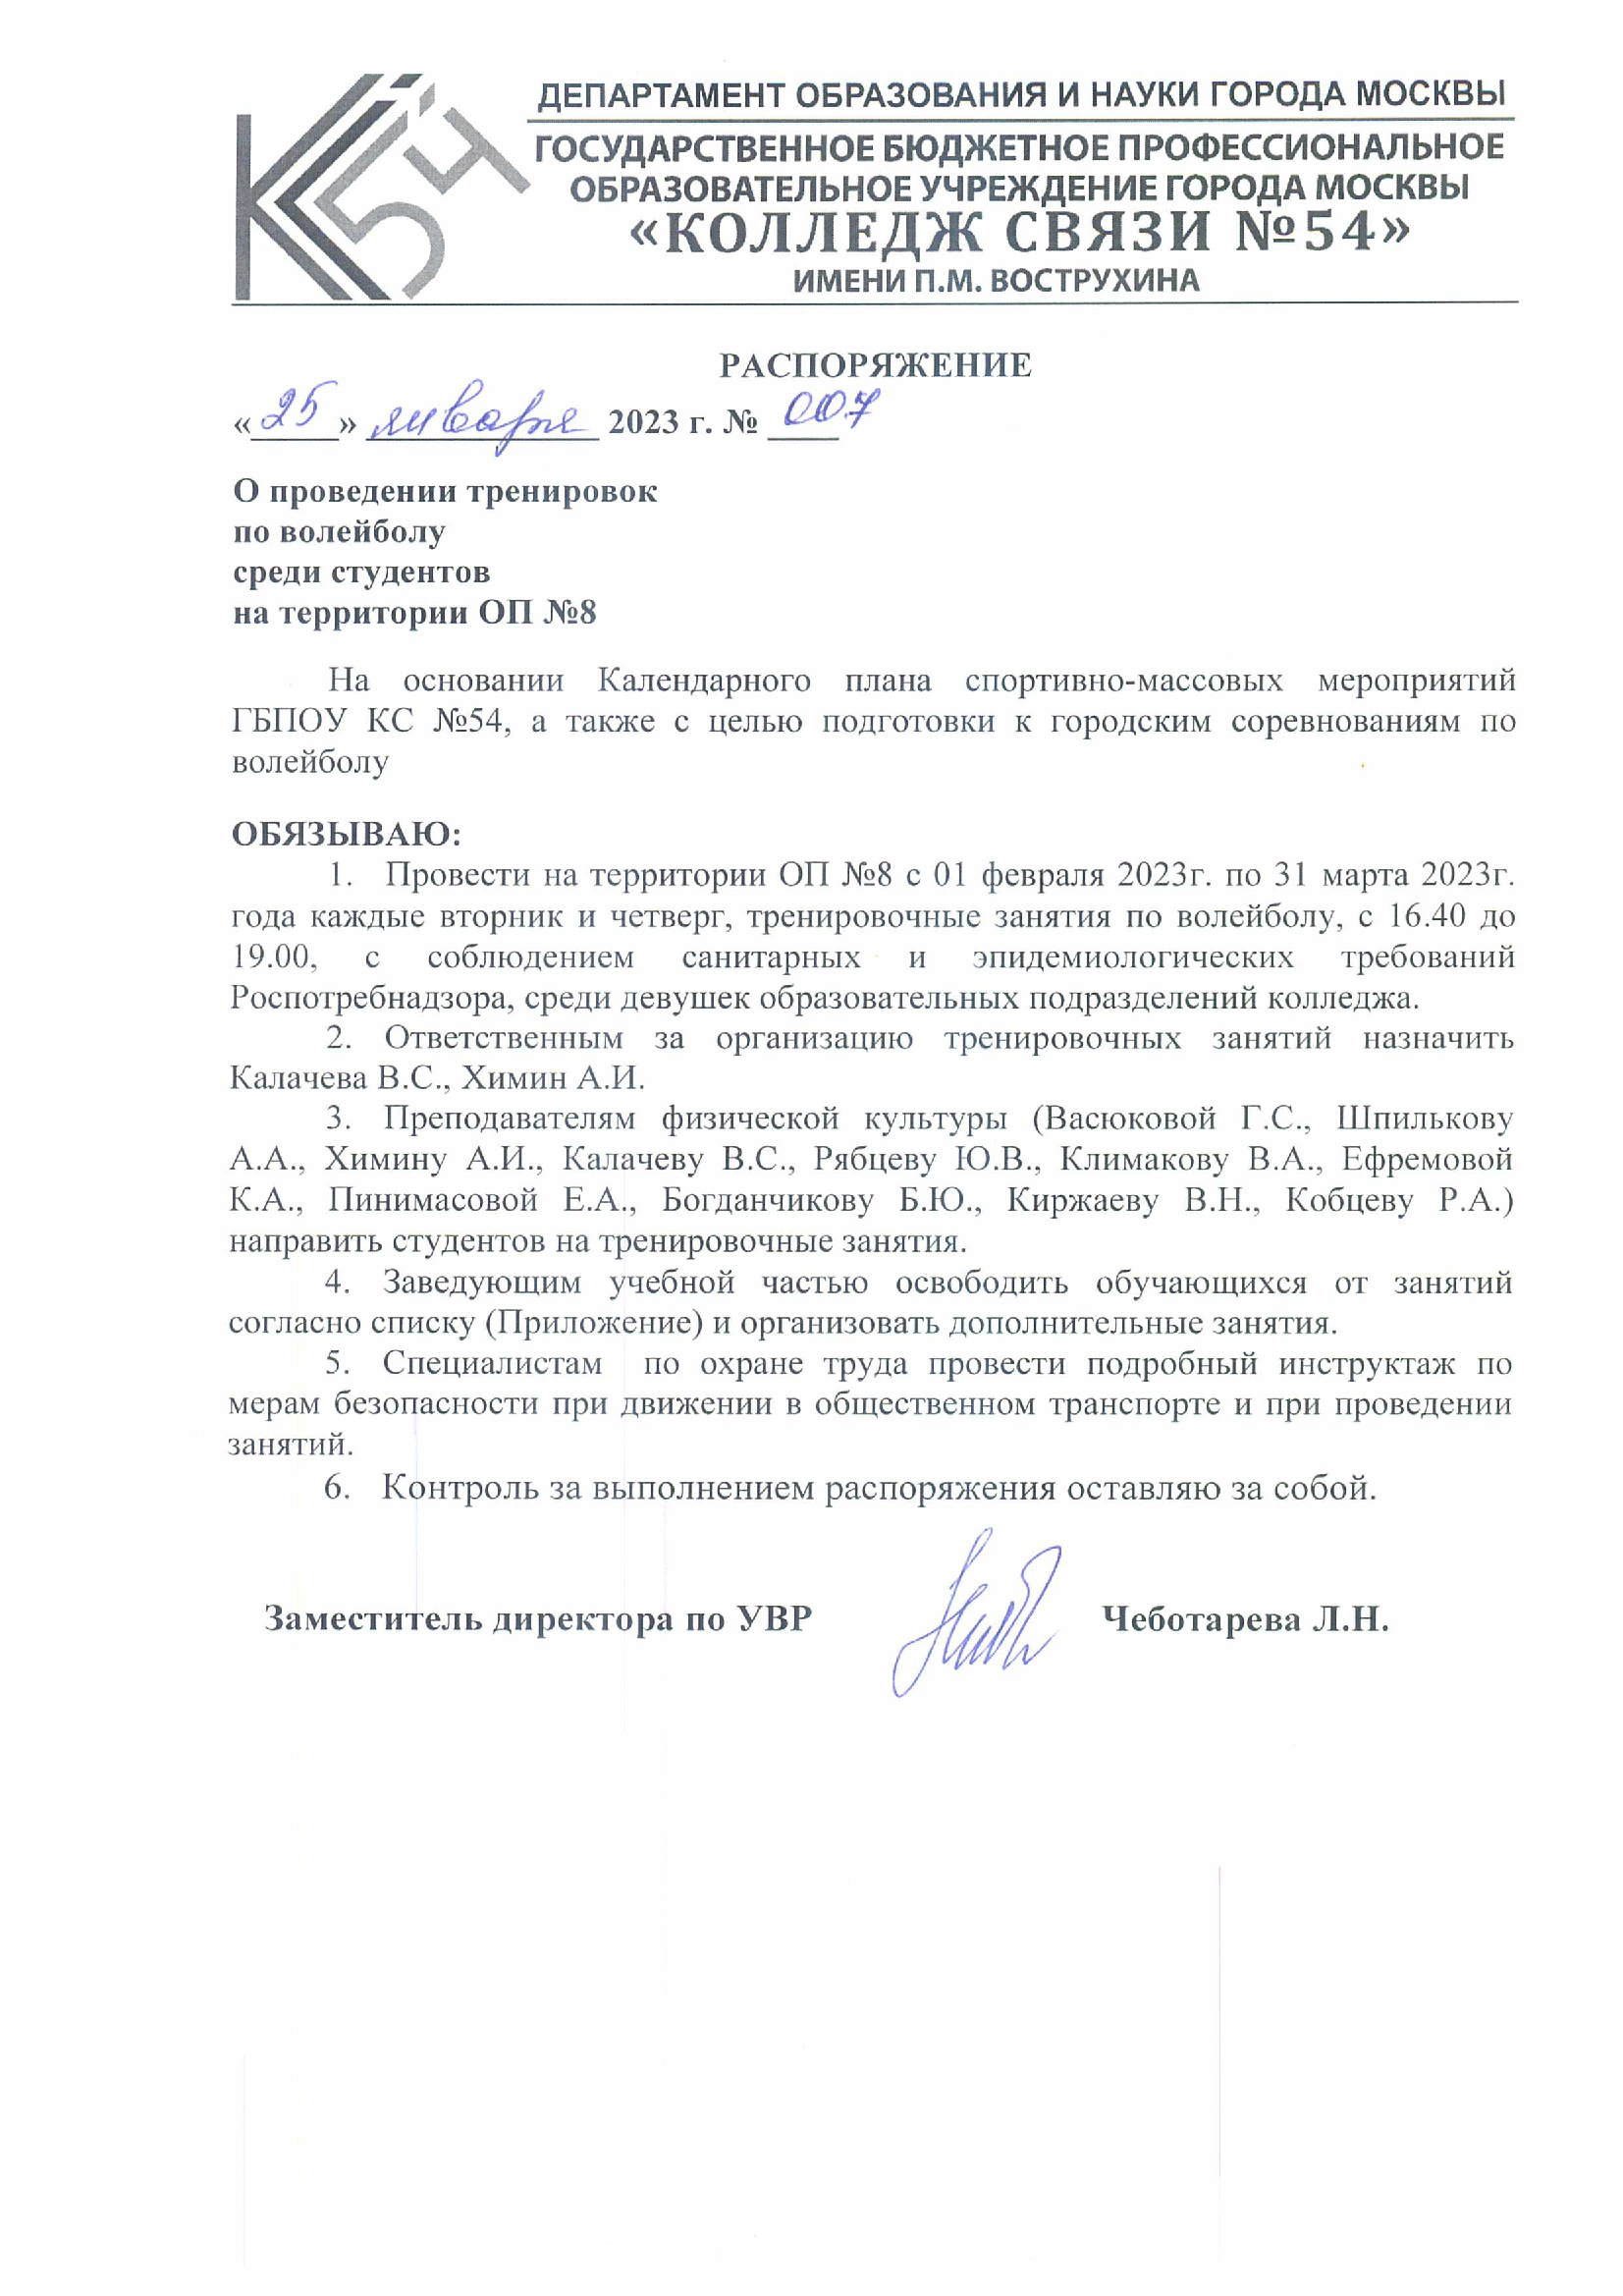 К54
ДЕПАРТАМЕНТ ОБРАЗОВАНИЯ И НАУКИ ГОРОДА МОСКВЫ
ГОСУДАРСТВЕННОЕ БЮДЖЕТНОЕ ПРОФЕССИОНАЛЬНОЕ
ОБРАЗОВАТЕЛЬНОЕ УЧРЕЖДЕНИЕ ГОРОДА МОСКВЫ
«КОЛЛЕДЖ СВЯЗИ №54»
ИМЕНИ П.М. ВОСТРУХИНА
РАСПОРЯЖЕНИЕ
«25» января 2023 г. № 007
О проведении тренировок
по волейболу
среди студентов
на территории ОП №8
На основании Календарного плана спортивно-массовых мероприятий
ГБПОУ КС №54, а также с целью подготовки к городским соревнованиям по
волейболу
ОБЯЗЫВАЮ:
1. Провести на территории ОП №8 с 01 февраля 2023г. по 31 марта 2023г.
года каждые вторник и четверг, тренировочные занятия по волейболу, с 16.40 до
19.00, с соблюдением санитарных и эпидемиологических требований
Роспотребнадзора, среди девушек образовательных подразделений колледжа.
2. Ответственным за организацию тренировочных занятий назначить
Калачева В.С., Химин А.И.
3. Преподавателям физической культуры (Васюковой Г.С., Шпилькову
А.А., Химину А.И., Калачеву В.С., Рябцеву Ю.В., Климакову В.А., Ефремовой
К.А., Пинимасовой Е.А., Богданчикову Б.Ю., Киржаеву В.Н., Кобцеву Р.А.)
направить студентов на тренировочные занятия.
4. Заведующим учебной частью освободить обучающихся от занятий
согласно списку (Приложение) и организовать дополнительные занятия.
5. Специалистам по охране труда провести подробный инструктаж по
мерам безопасности при движении в общественном транспорте и при проведении
занятий.
6. Контроль за выполнением распоряжения оставляю за собой.
Заместитель директора по УВР Чеботарева Л.Н.